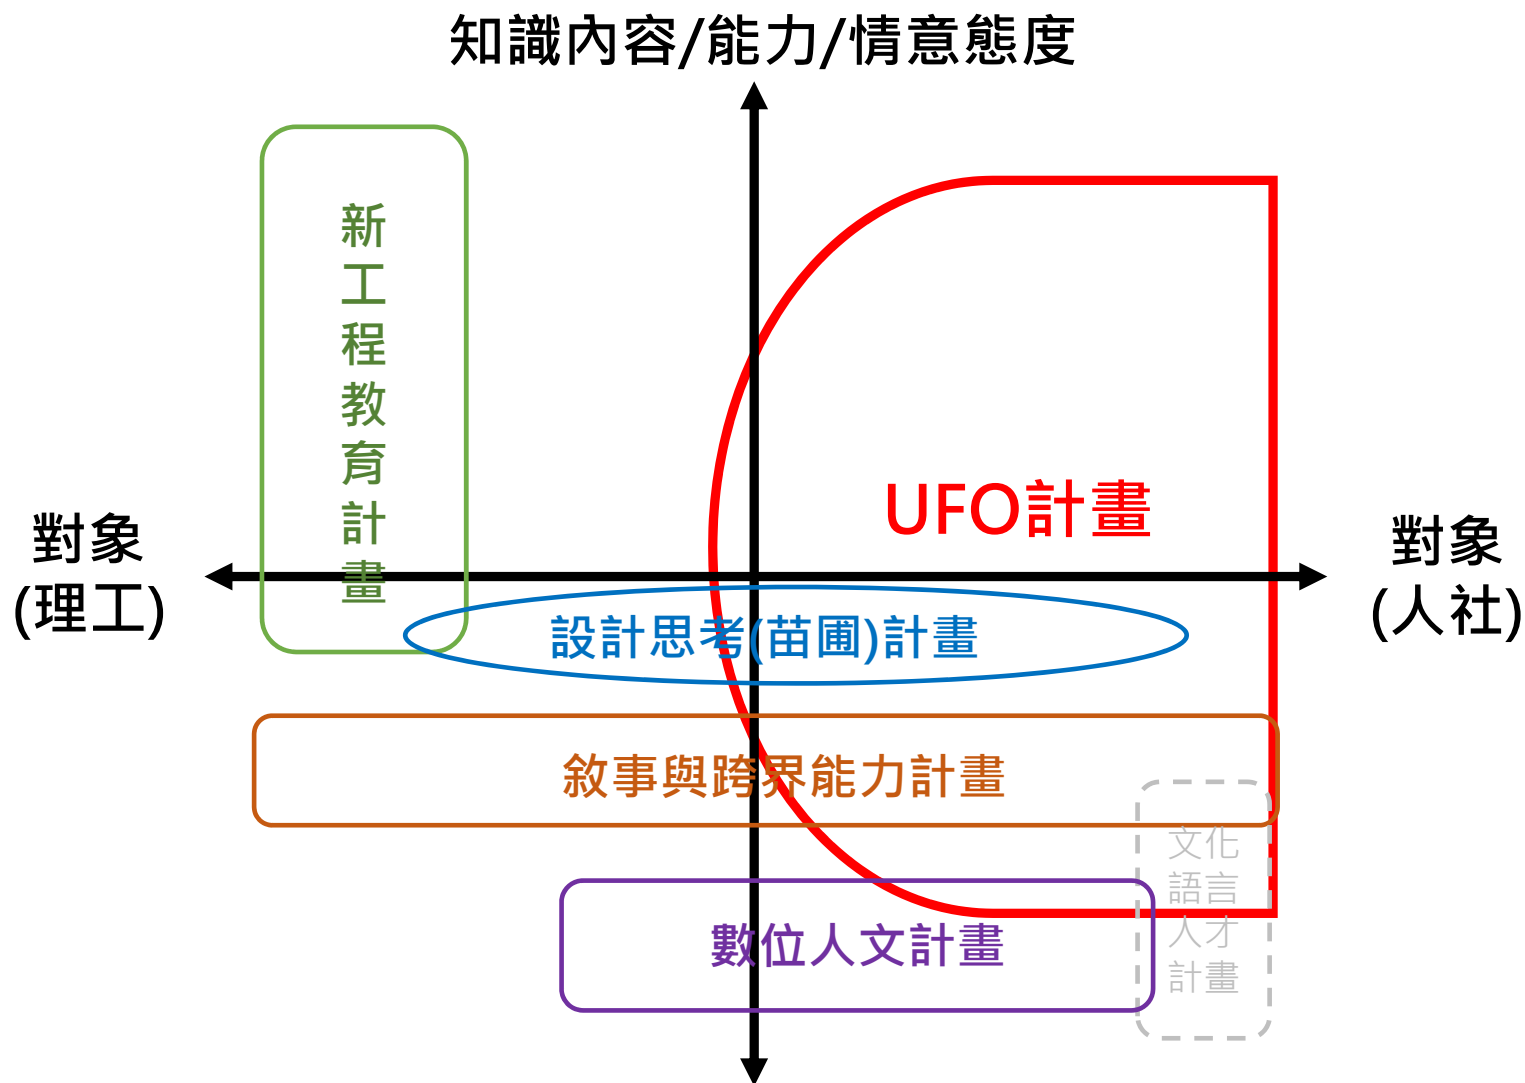 知識內容/能力/情意態度
新
工
程
教
育
計
畫
UFO計畫
對象
(理工)
對象
(人社)
設計思考(苗圃)計畫
敘事與跨界能力計畫
文化
語言
人才
計畫
數位人文計畫